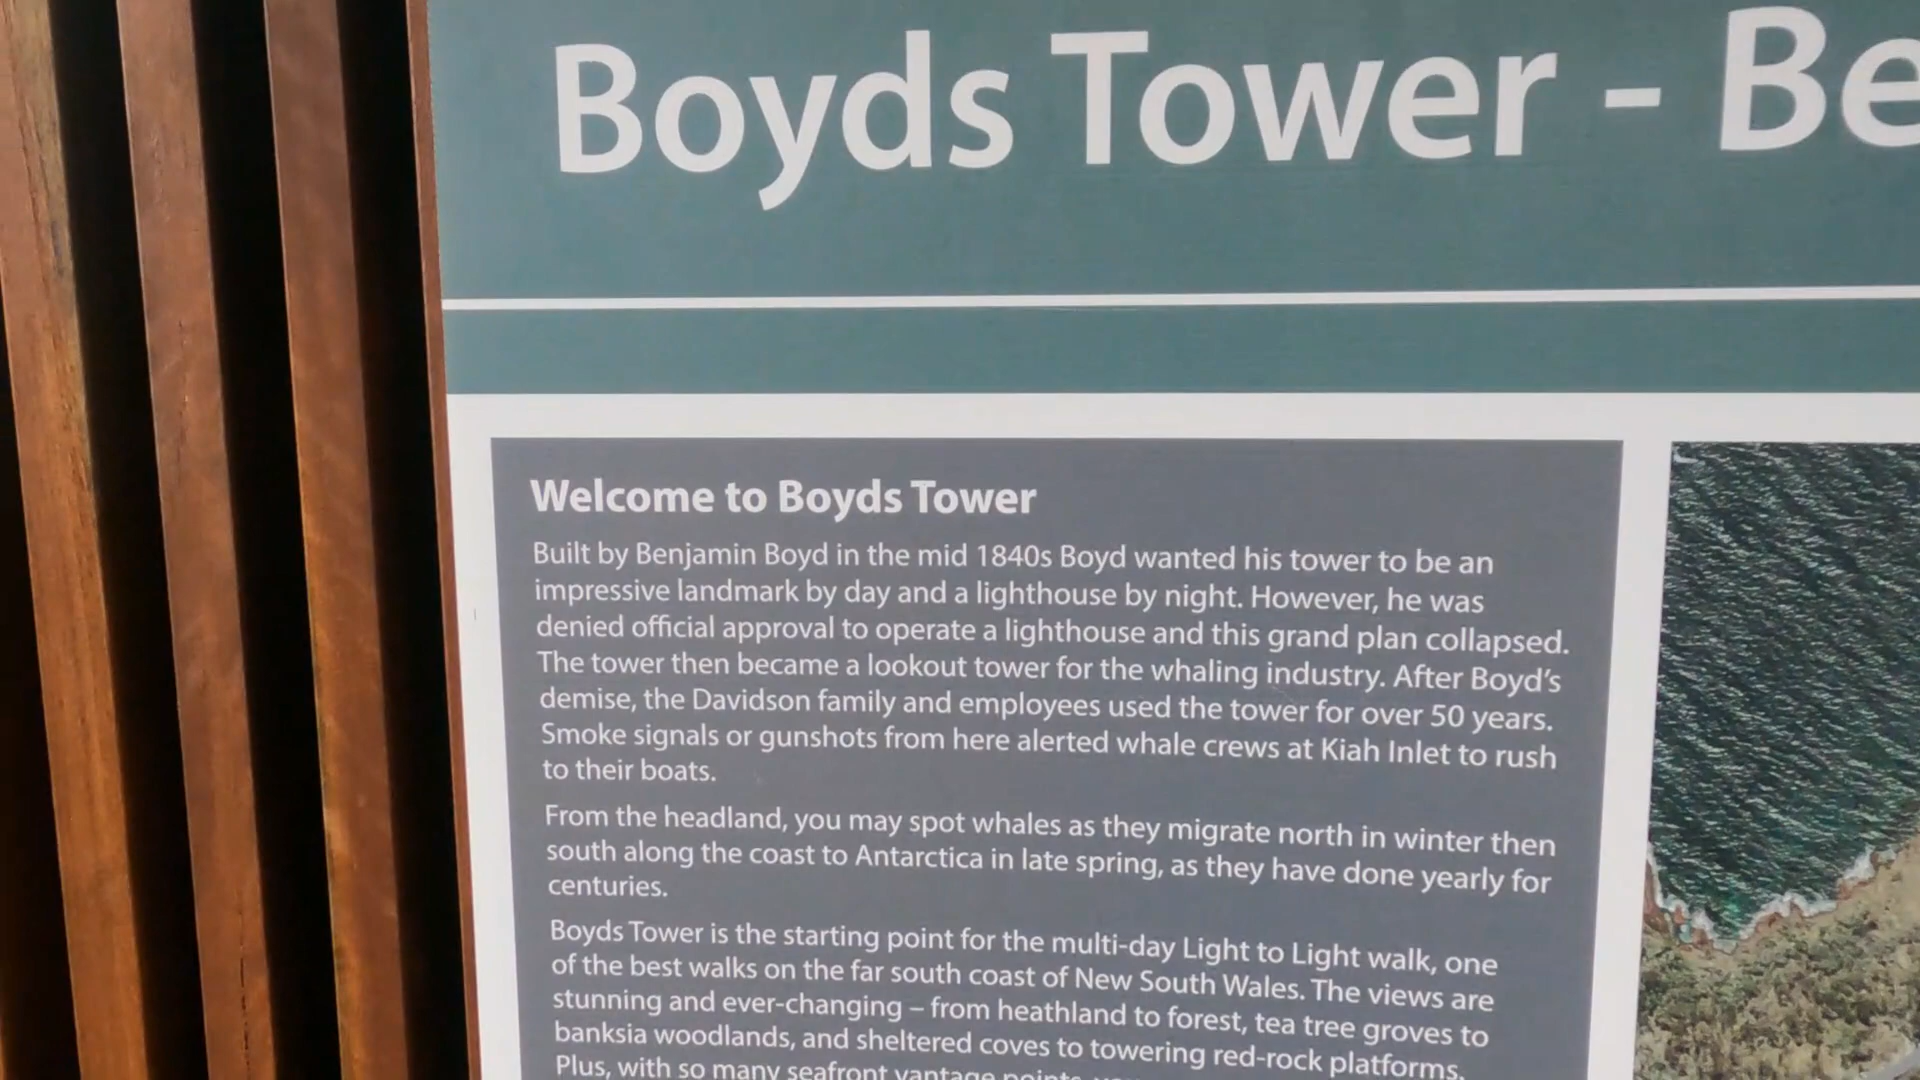 Boyds Tower - Be
Welcome to Boyds Tower
Built by Benjamin Boyd in the mid 1840s Boyd wanted his tower to be an
impressive landmark by day and a lighthouse by night. However, he was
denied official approval to operate a lighthouse and this grand plan collapsed.
The tower then became a lookout tower for the whaling industry. After Boyd's
demise, the Davidson family and employees used the tower for over 50 years.
Smoke signals or gunshots from here alerted whale crews at Kiah Inlet to rush
to their boats.
From the headland, you may spot whales as they migrate north in winter then
south along the coast to Antarctica in late spring, as they have done yearly for
centuries.
Boyds Tower is the starting point for the multi-day Light to Light walk, one
of the best walks on the far south coast of New South Wales. The views are
stunning and ever-changing – from heathland to forest, tea tree groves to
banksia woodlands, and sheltered coves to towering red-rock platforms.
Plus, with so many seafront vantage points,